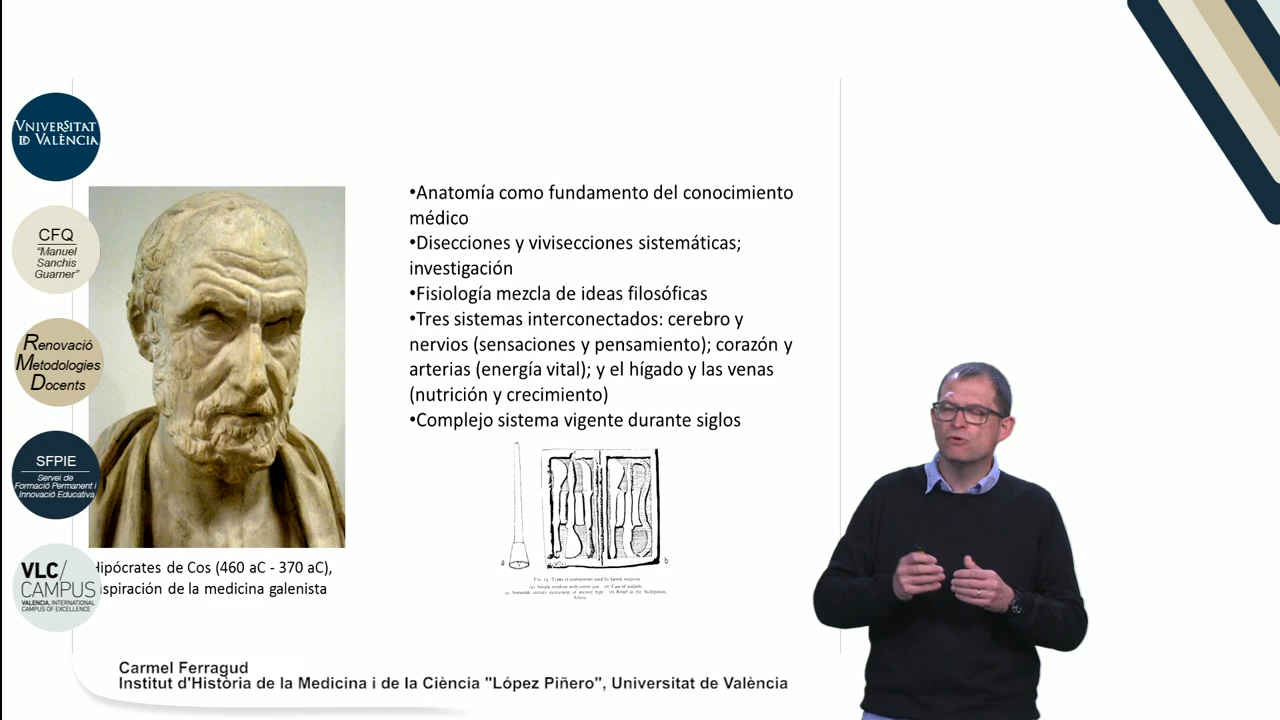 VNIVERSITAT
ID VALÈNCIA
CFQ
"Manuel
Sanchis
Guarner"
Renovació
Metodologies
Docents
SFPIE
Servei de
Formació Permanent i
Innovació Educativa
VLC/
CAMPUS
VALENCIA, INTERNATIONAL
CAMPUS OF EXCELLENCE
•Anatomía como fundamento del conocimiento
médico
•Disecciones y vivisecciones sistemáticas;
investigación
•Fisiología mezcla de ideas filosóficas
•Tres sistemas interconectados: cerebro y
nervios (sensaciones y pensamiento); corazón y
arterias (energía vital); y el hígado y las venas
(nutrición y crecimiento)
•Complejo sistema vigente durante siglos
a
b
ipócrates de Cos (460 aC - 370 aC),
spiración de la medicina galenista
Carmel Ferragud
Institut d'Història de la Medicina i de la Ciència "López Piñero", Universitat de València